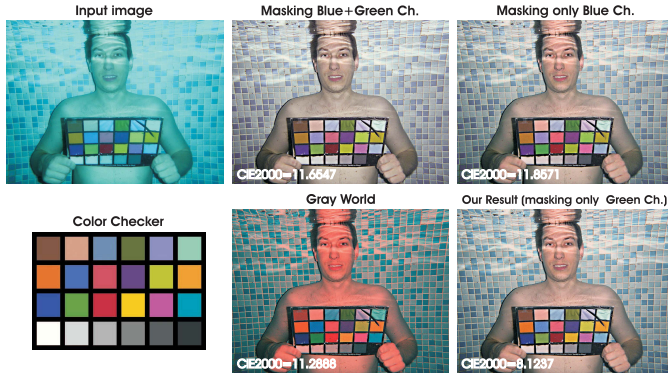 Input image
Masking Blue+Green Ch.
Masking only Blue Ch.
CIE2000=11.6547
CIE2000=11.8571
Color Checker
Gray World
Our Result (masking only Green Ch.)
CIE2000=11.2888
CIE2000=8.1237